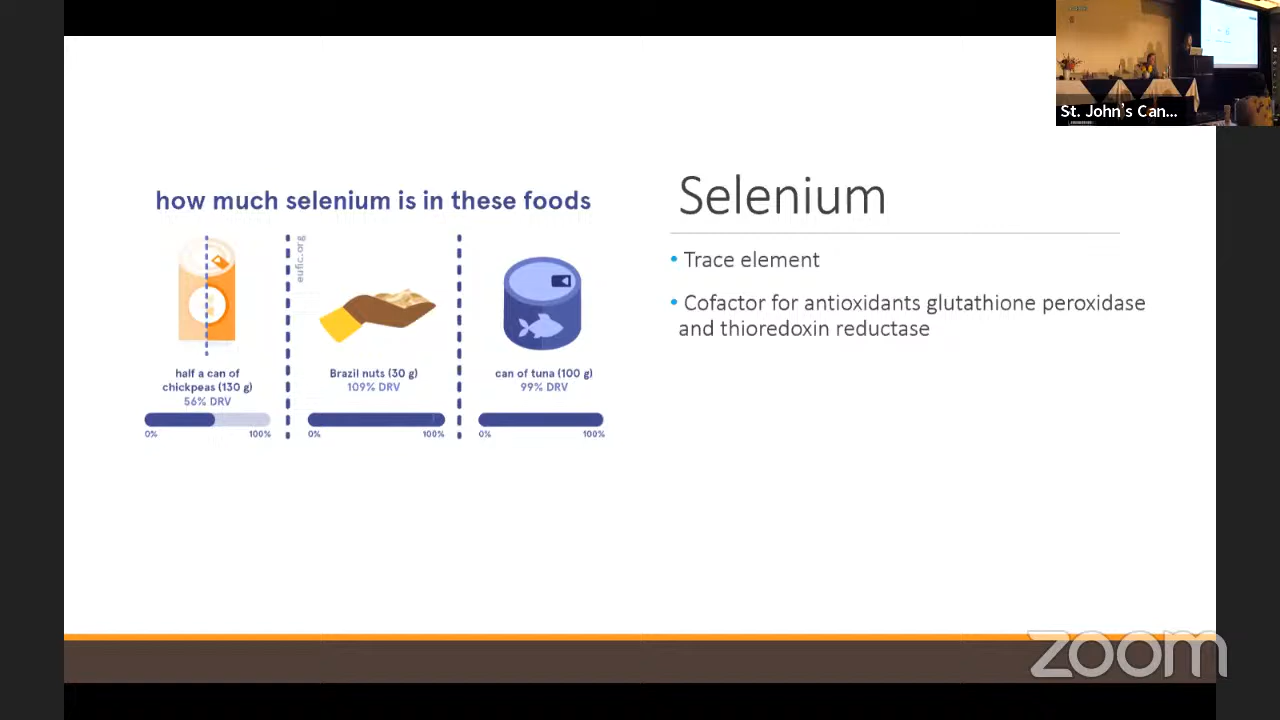 St. John's Can...
how much selenium is in these foods
eufic.org
half a can of
chickpeas (130 g)
56% DRV
0% 100%
Brazil nuts (30 g)
109% DRV
0% 100%
can of tuna (100 g)
99% DRV
0% 100%
Selenium
• Trace element
• Cofactor for antioxidants glutathione peroxidase
and thioredoxin reductase
zoom